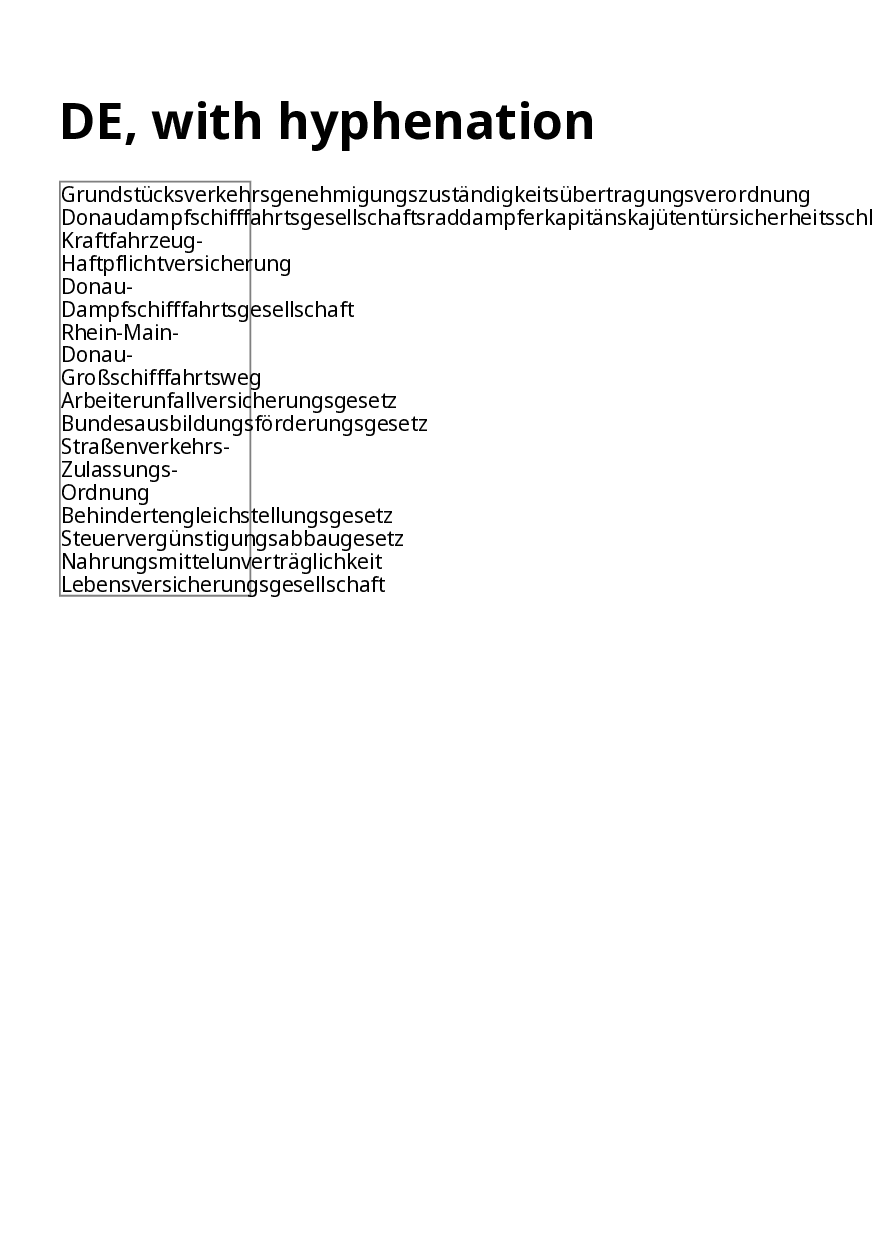 DE, with hyphenation
Grundstücksverkehrsgenehmigungszuständigkeitsübertragungsverordnung
Donaudampfschifffahrtsgesellschaftsraddampferkapitänskajütentürsicherheitsschl
Kraftfahrzeug-
Haftpflichtversicherung
Donau-
Dampfschifffahrtsgesellschaft
Rhein-Main-
Donau-
Großschifffahrtsweg
Arbeiterunfallversicherungsgesetz
Bundesausbildungsförderungsgesetz
Straßenverkehrs-
Zulassungs-
Ordnung
Behindertengleichstellungsgesetz
Steuervergünstigungsabbaugesetz
Nahrungsmittelunverträglichkeit
Lebensversicherungsgesellschaft